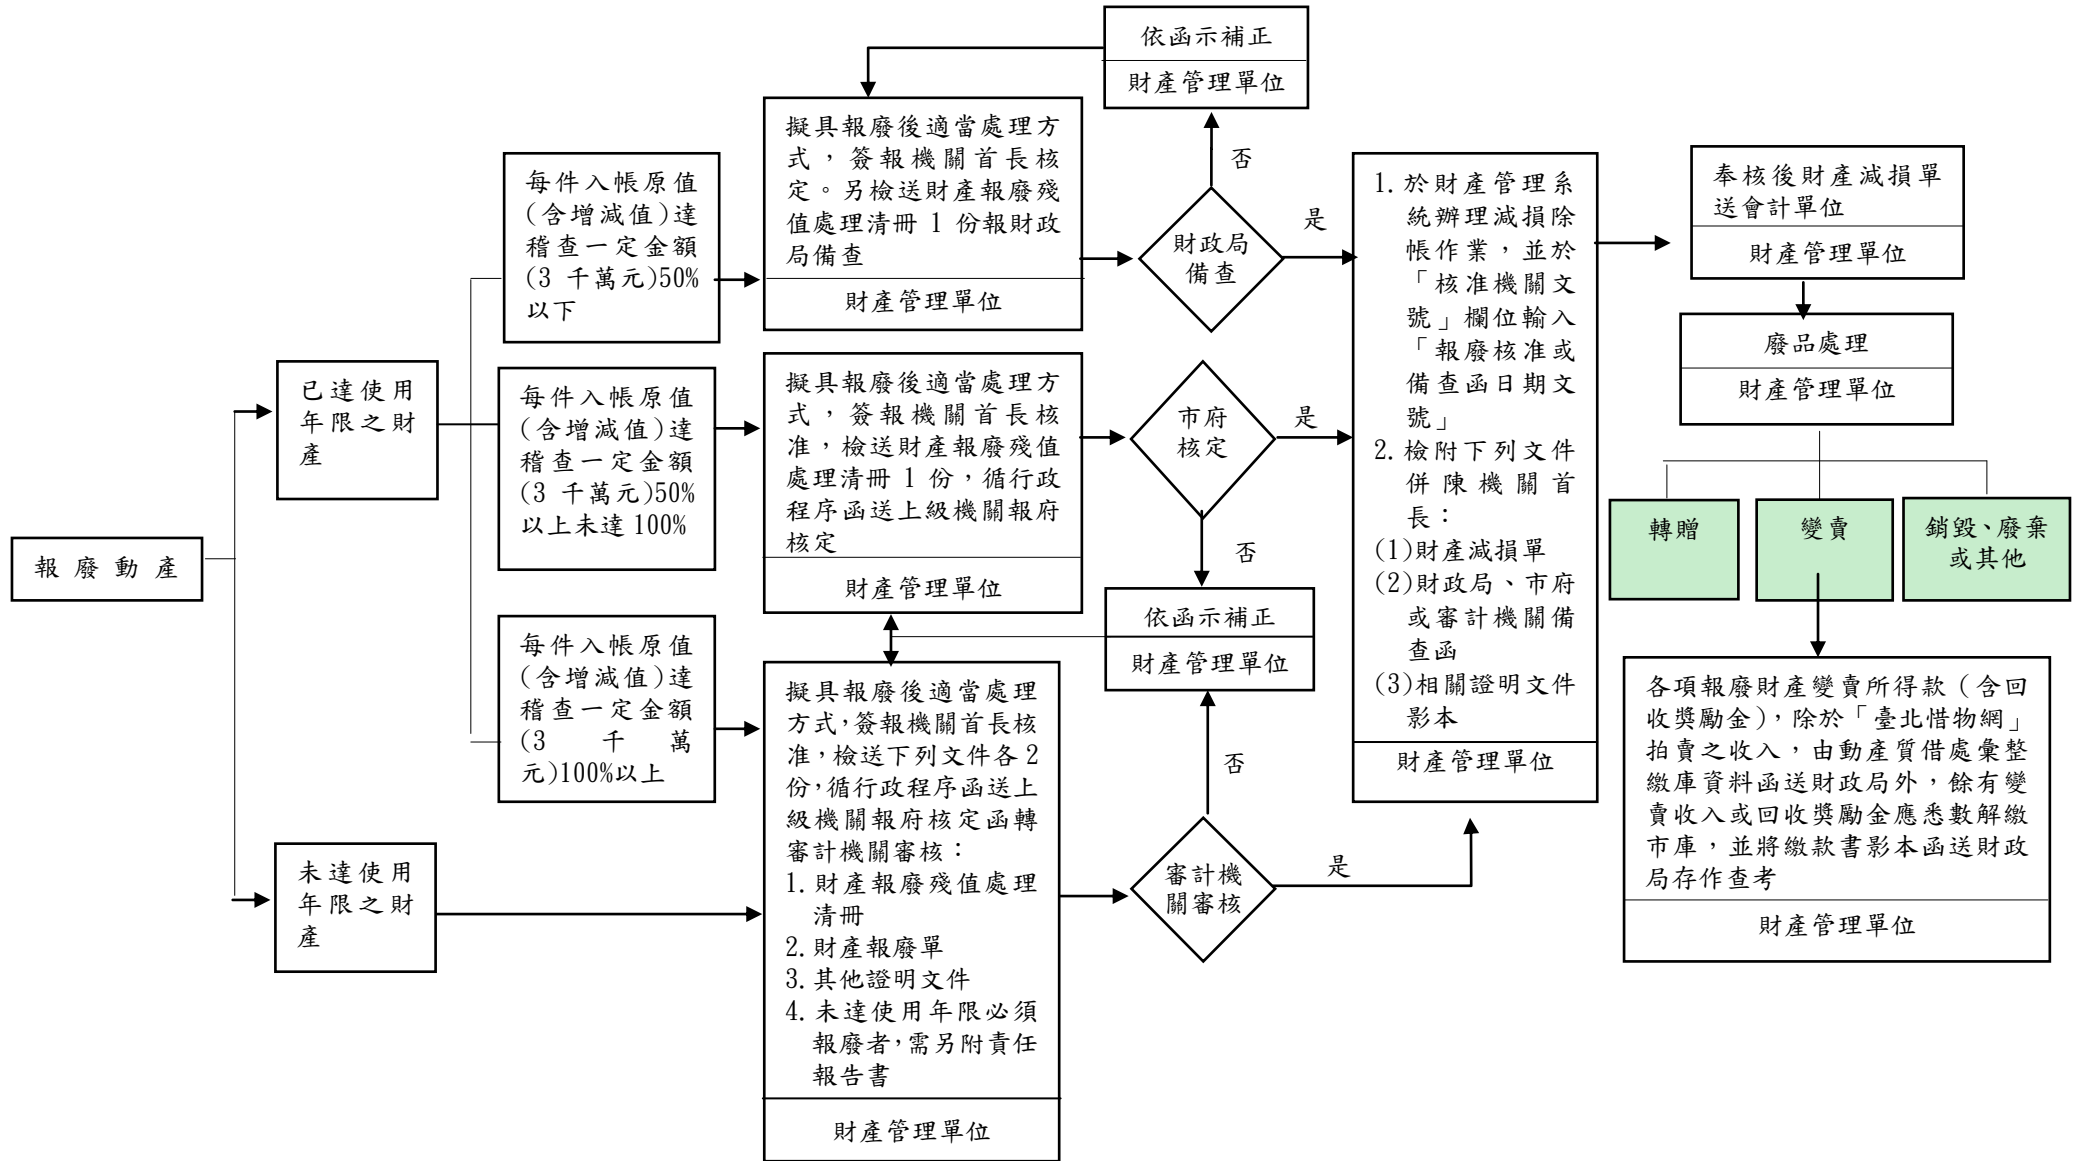 報廢動產
已達使用
年限之財
產
未達使用
年限之財
產
每件入帳原值
(含增減值)達
稽查一定金額
(3 千萬元)50%
以下
每件入帳原值
(含增減值)達
稽查一定金額
(3 千萬元)50%
以上未達100%
每件入帳原值
(含增減值)達
稽查一定金額
(3 千萬
元)100%以上
擬具報廢後適當處理方
式，簽報機關首長核
定。另檢送財產報廢殘
值處理清冊 1 份報財政
局備查
財產管理單位
擬具報廢後適當處理方
式，簽報機關首長核
准，檢送財產報廢殘值
處理清冊 1 份，循行政
程序函送上級機關報府
核定
財產管理單位
擬具報廢後適當處理
方式，簽報機關首長核
准，檢送下列文件各 2
份，循行政程序函送上
級機關報府核定函轉
審計機關審核：
1. 財產報廢殘值處理
清冊
2. 財產報廢單
3. 其他證明文件
4. 未達使用年限必須
報廢者，需另附責任
報告書
財產管理單位
依函示補正
財產管理單位
否
財政局
備查
是
市府
核定
是
否
依函示補正
財產管理單位
否
審計機
關審核
是
1. 於財產管理系
統辦理減損除
帳作業，並於
「核准機關文
號」欄位輸入
「報廢核准或
備查函日期文
號」
2. 檢附下列文件
併陳機關首
長：
(1)財產減損單
(2)財政局、市府
或審計機關備
查函
(3)相關證明文件
影本
財產管理單位
奉核後財產減損單
送會計單位
財產管理單位
廢品處理
財產管理單位
轉贈
變賣
銷毀、廢棄
或其他
各項報廢財產變賣所得款（含回
收獎勵金），除於「臺北惜物網」
拍賣之收入，由動產質借處彙整
繳庫資料函送財政局外，餘有變
賣收入或回收獎勵金應悉數解繳
市庫，並將繳款書影本函送財政
局存作查考
財產管理單位